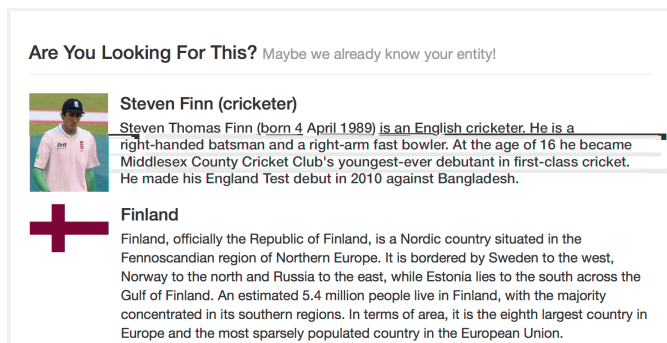 Are You Looking For This? Maybe we already know your entity!
Steven Finn (cricketer)
Steven Thomas Finn (born 4 April 1989) is an English cricketer. He is a
right-handed batsman and a right-arm fast bowler. At the age of 16 he became
Middlesex County Cricket Club's youngest-ever debutant in first-class cricket.
He made his England Test debut in 2010 against Bangladesh.
Brit
Finland
Finland, officially the Republic of Finland, is a Nordic country situated in the
Fennoscandian region of Northern Europe. It is bordered by Sweden to the west,
Norway to the north and Russia to the east, while Estonia lies to the south across the
Gulf of Finland. An estimated 5.4 million people live in Finland, with the majority
concentrated in its southern regions. In terms of area, it is the eighth largest country in
Europe and the most sparsely populated country in the European Union.